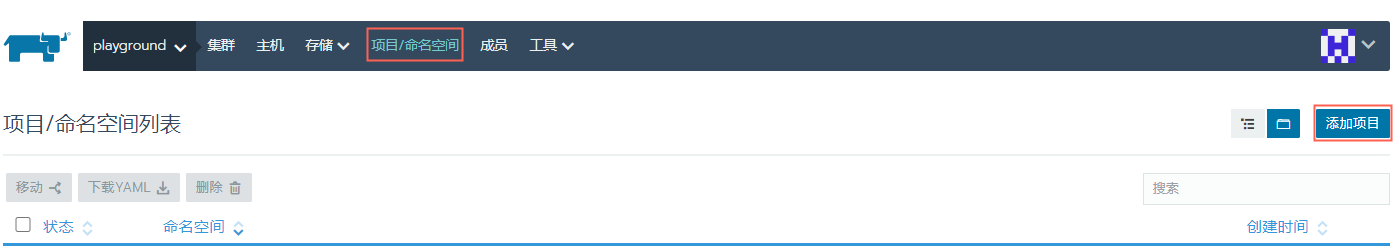 playground 集群 主机 存储 项目/命名空间 成员 工具
项目/命名空间列表 添加项目
移动 下载YAML 删除 搜索
状态 命名空间 创建时间